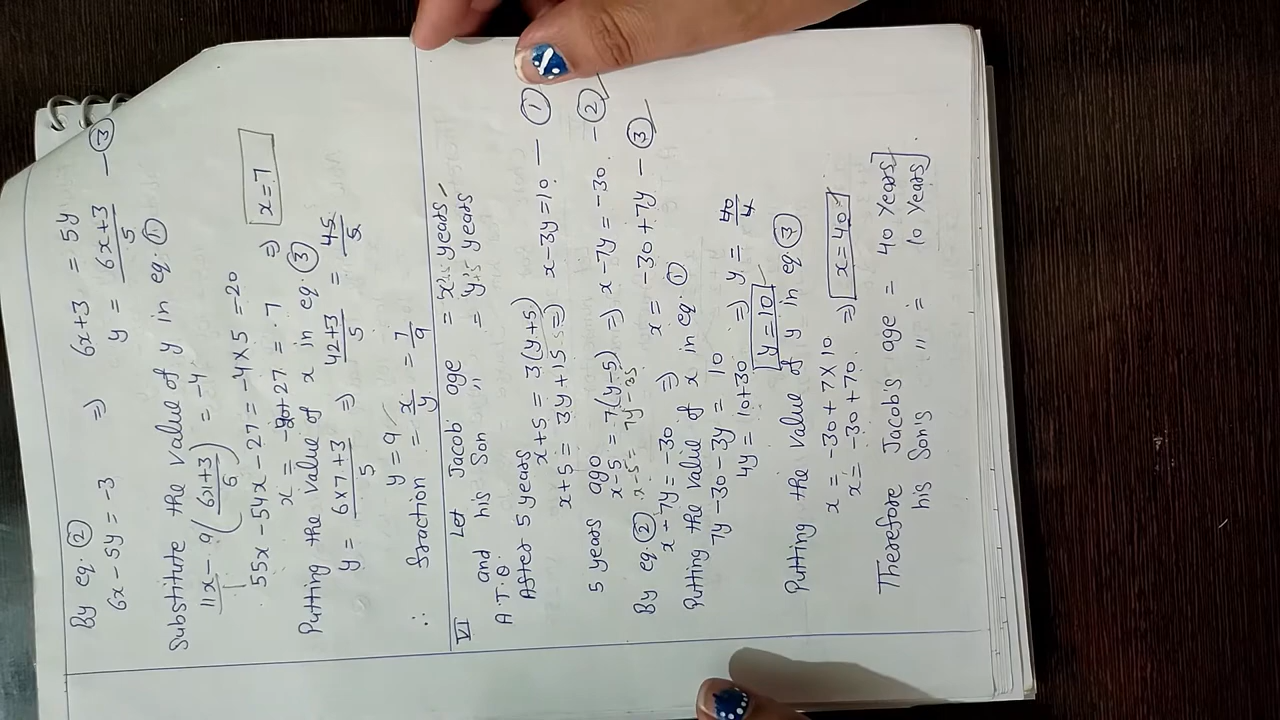 By eq. ②
6x - 5y = -3 ⇒ 6x+3 = 5y
y = 6x+3/5 — ③
Substitute the value of y in eq. ①
11x - 9 (6x+3/5) = -4
55x - 54x - 27 = -4×5 = -20
x = -20+27 = 7 ⇒ x=7
Putting the value of x in eq ③
y = 6×7+3/5 ⇒ 42+3/5 = 45/5
y = 9
∴ fraction = x/y = 7/9
VI Let Jacob age = x years
and his Son " = y years
A.T.Q.
After 5 years
x+5 = 3(y+5)
x+5 = 3y+15 ⇒ x-3y=10 — ①
5 years ago
x-5 = 7(y-5) ⇒ x-7y = -30 - ②
x-5 = 7y-35
By eq. ②
x - 7y = -30 ⇒ x = -30+7y - ③
Putting the value of x in eq. ①
7y-30-3y = 10
4y = 10+30 ⇒ y = 40/4
y=10
Putting the value of y in eq ③
x = -30+7×10
x = -30+70 ⇒ x=40
Therefore Jacob's age = 40 years
his Son's " = 10 years.